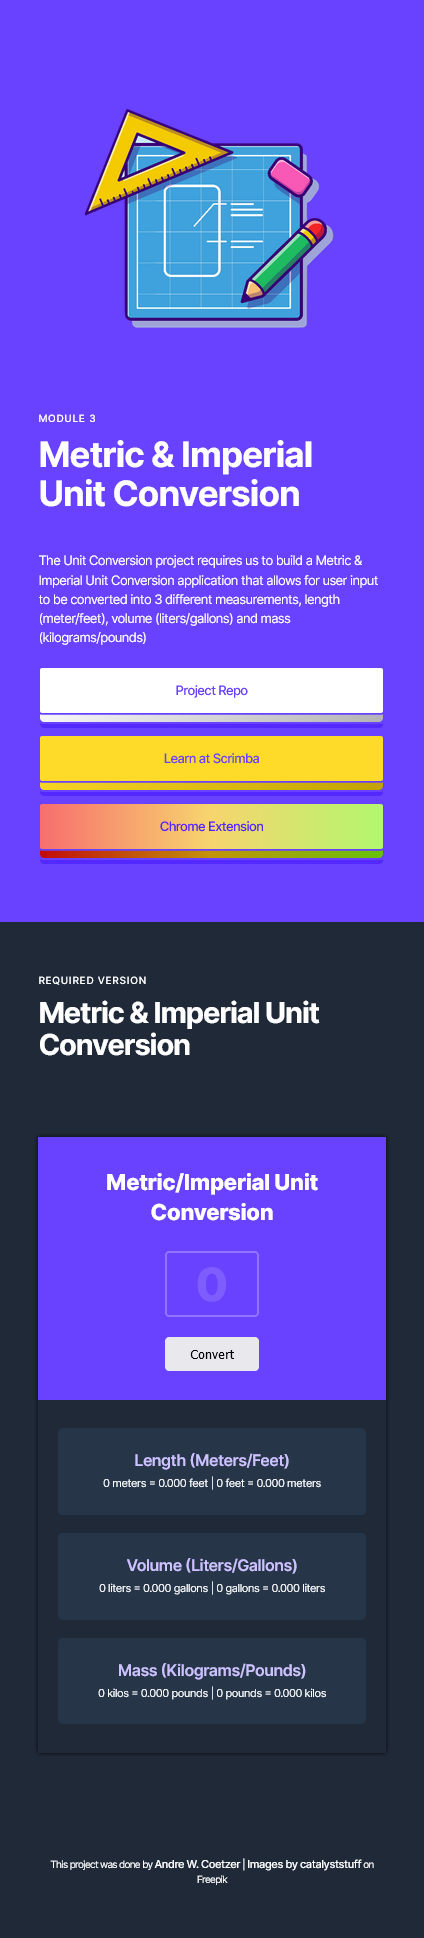 MODULE 3
Metric & Imperial
Unit Conversion
The Unit Conversion project requires us to build a Metric &
Imperial Unit Conversion application that allows for user input
to be converted into 3 different measurements, length
(meter/feet), volume (liters/gallons) and mass
(kilograms/pounds)
Project Repo
Learn at Scrimba
Chrome Extension
REQUIRED VERSION
Metric & Imperial Unit
Conversion
Metric/Imperial Unit
Conversion
0
Convert
Length (Meters/Feet)
0 meters = 0.000 feet | 0 feet = 0.000 meters
Volume (Liters/Gallons)
0 liters = 0.000 gallons | 0 gallons = 0.000 liters
Mass (Kilograms/Pounds)
0 kilos = 0.000 pounds | 0 pounds = 0.000 kilos
This project was done by Andre W. Coetzer | Images by catalyststuff on
Freepik